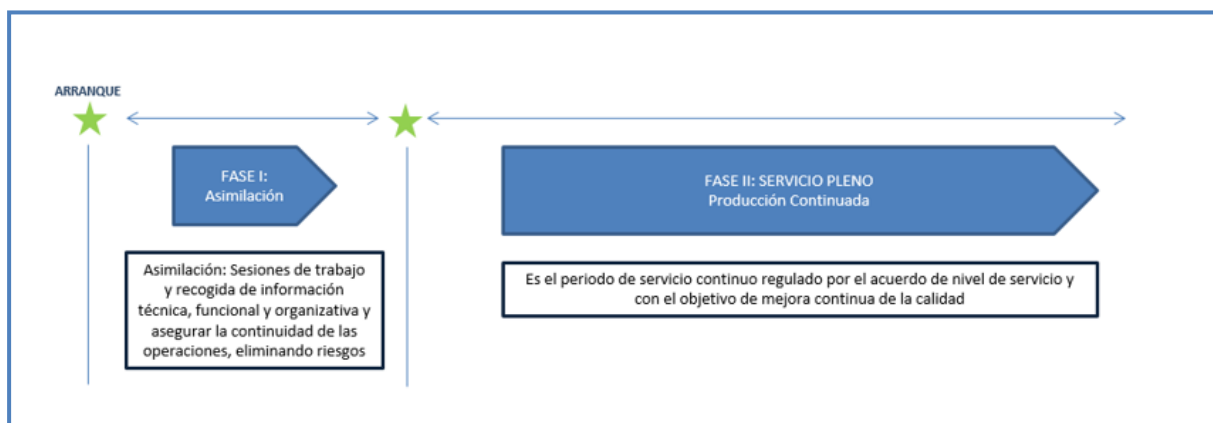 ARRANQUE
FASE I:
Asimilación
Asimilación: Sesiones de trabajo
y recogida de información
técnica, funcional y organizativa y
asegurar la continuidad de las
operaciones, eliminando riesgos
FASE II: SERVICIO PLENO
Producción Continuada
Es el periodo de servicio continuo regulado por el acuerdo de nivel de servicio y
con el objetivo de mejora continua de la calidad